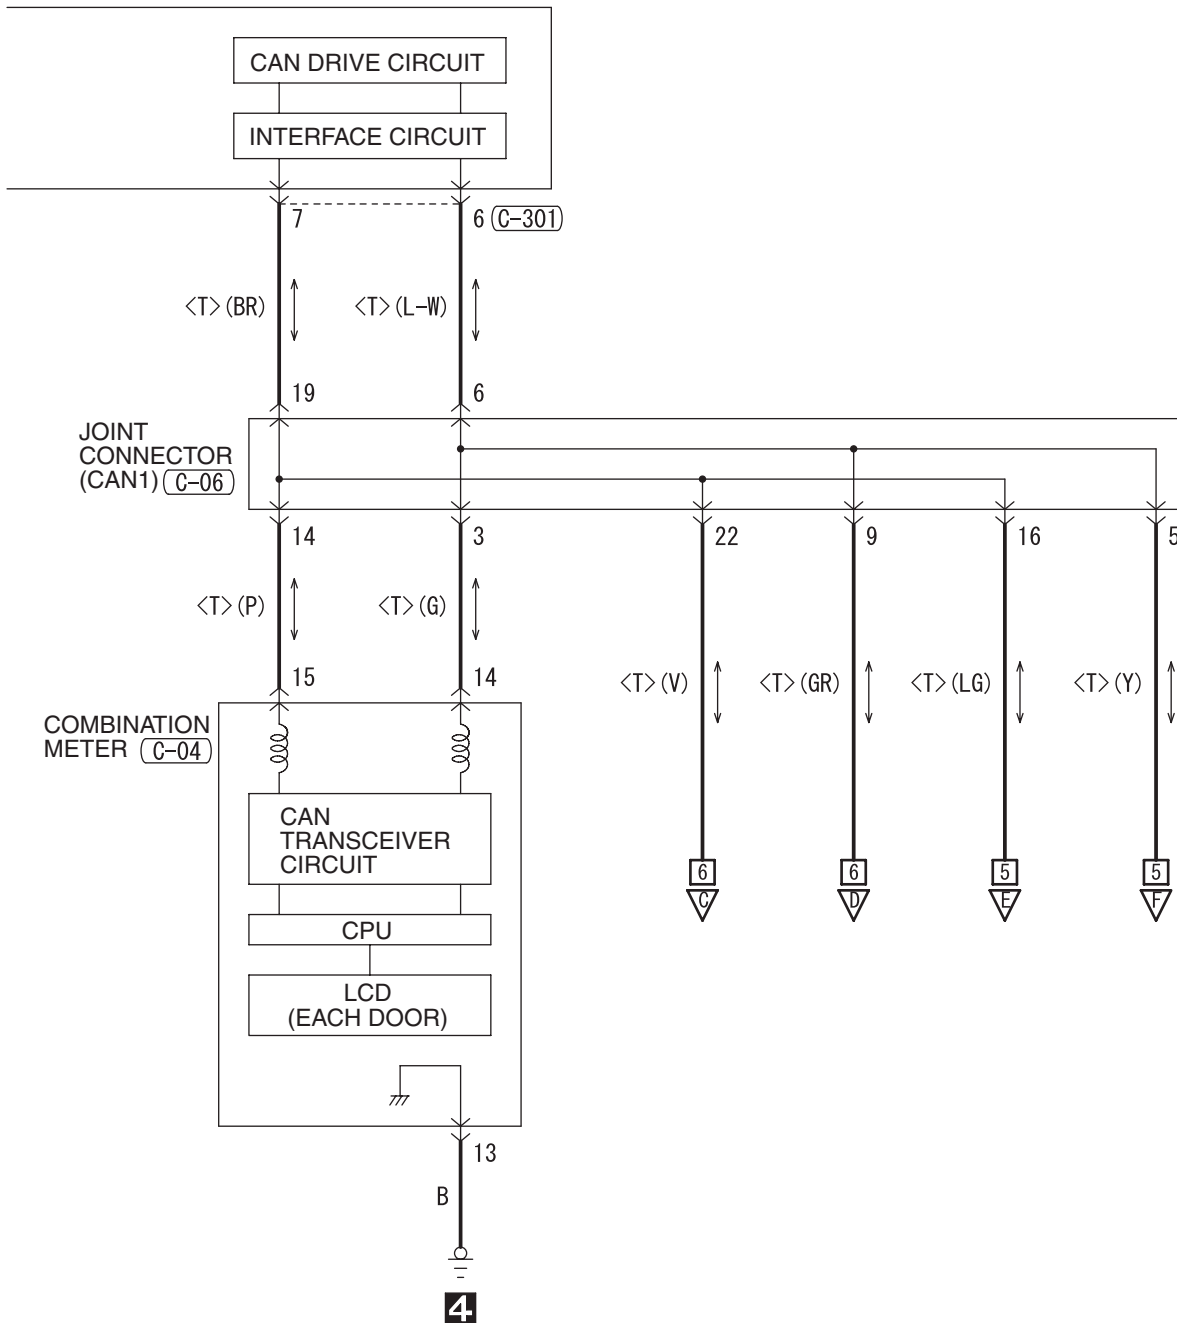 CAN DRIVE CIRCUIT
INTERFACE CIRCUIT
7
6
C-301
<T>(BR)
<T>(L-W)
19
6
JOINT
CONNECTOR
(CAN1)
C-06
14
3
22
9
16
5
<T>(P)
<T>(G)
<T>(V)
<T>(GR)
<T>(LG)
<T>(Y)
15
14
COMBINATION
METER
C-04
CAN
TRANSCEIVER
CIRCUIT
6
6
5
5
C
D
E
F
CPU
LCD
(EACH DOOR)
13
B
4